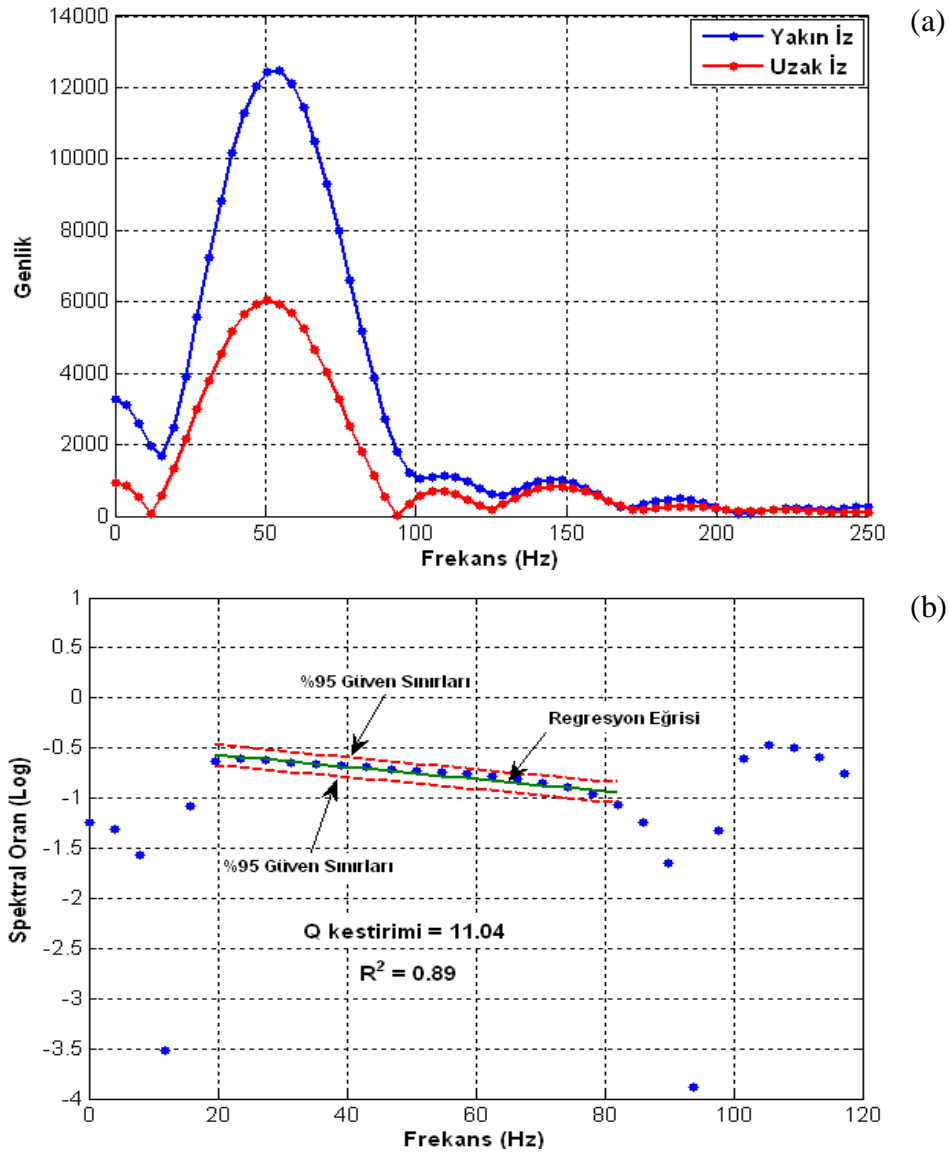 (a)
14000
12000
10000
8000
6000
4000
2000
0
Genlik
Yakın İz
Uzak İz
0 50 100 150 200 250
Frekans (Hz)
(b)
1
0.5
0
-0.5
-1
-1.5
-2
-2.5
-3
-3.5
-4
Spektral Oran (Log)
%95 Güven Sınırları
Regresyon Eğrisi
%95 Güven Sınırları
Q kestirimi = 11.04
R² = 0.89
0 20 40 60 80 100 120
Frekans (Hz)